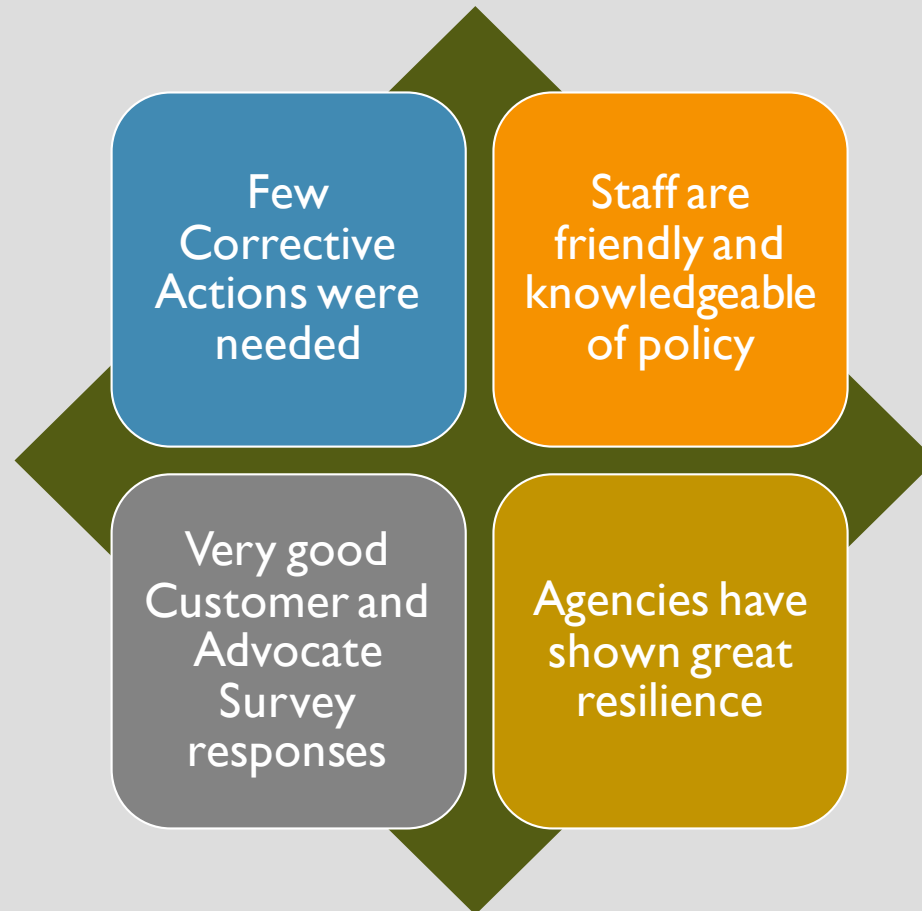 Few
Corrective
Actions were
needed
Staff are
friendly and
knowledgeable
of policy
Very good
Customer and
Advocate
Survey
responses
Agencies have
shown great
resilience